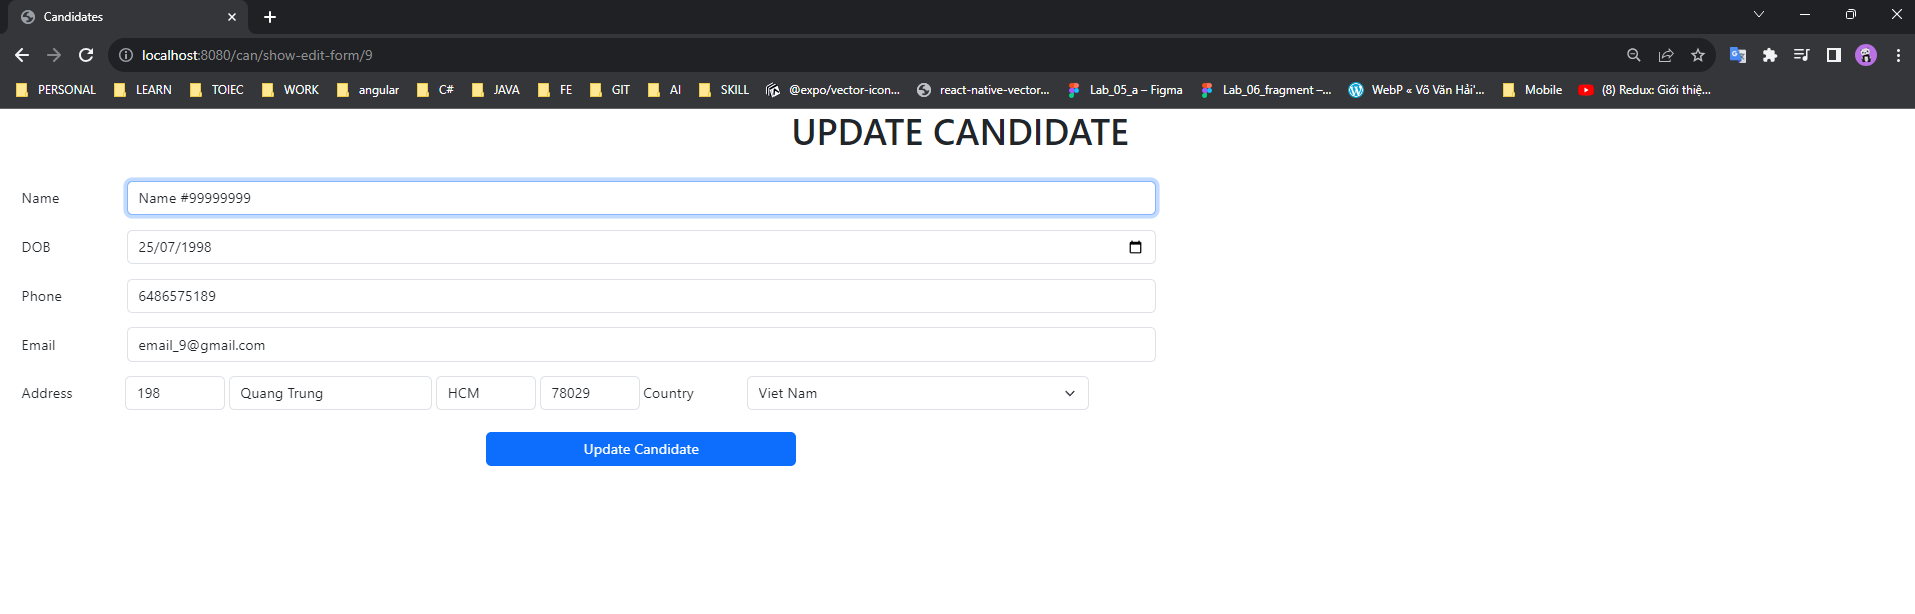 Candidates
localhost:8080/can/show-edit-form/9
PERSONAL LEARN TOIEC WORK angular C# JAVA FE GIT AI SKILL @expo/vector-icon... react-native-vector... Lab_05_a – Figma Lab_06_fragment –... WebP « Võ Văn Hải'... Mobile (8) Redux: Giới thiệ...
UPDATE CANDIDATE
Name Name #99999999
DOB 25/07/1998
Phone 6486575189
Email email_9@gmail.com
Address 198 Quang Trung HCM 78029 Country Viet Nam
Update Candidate